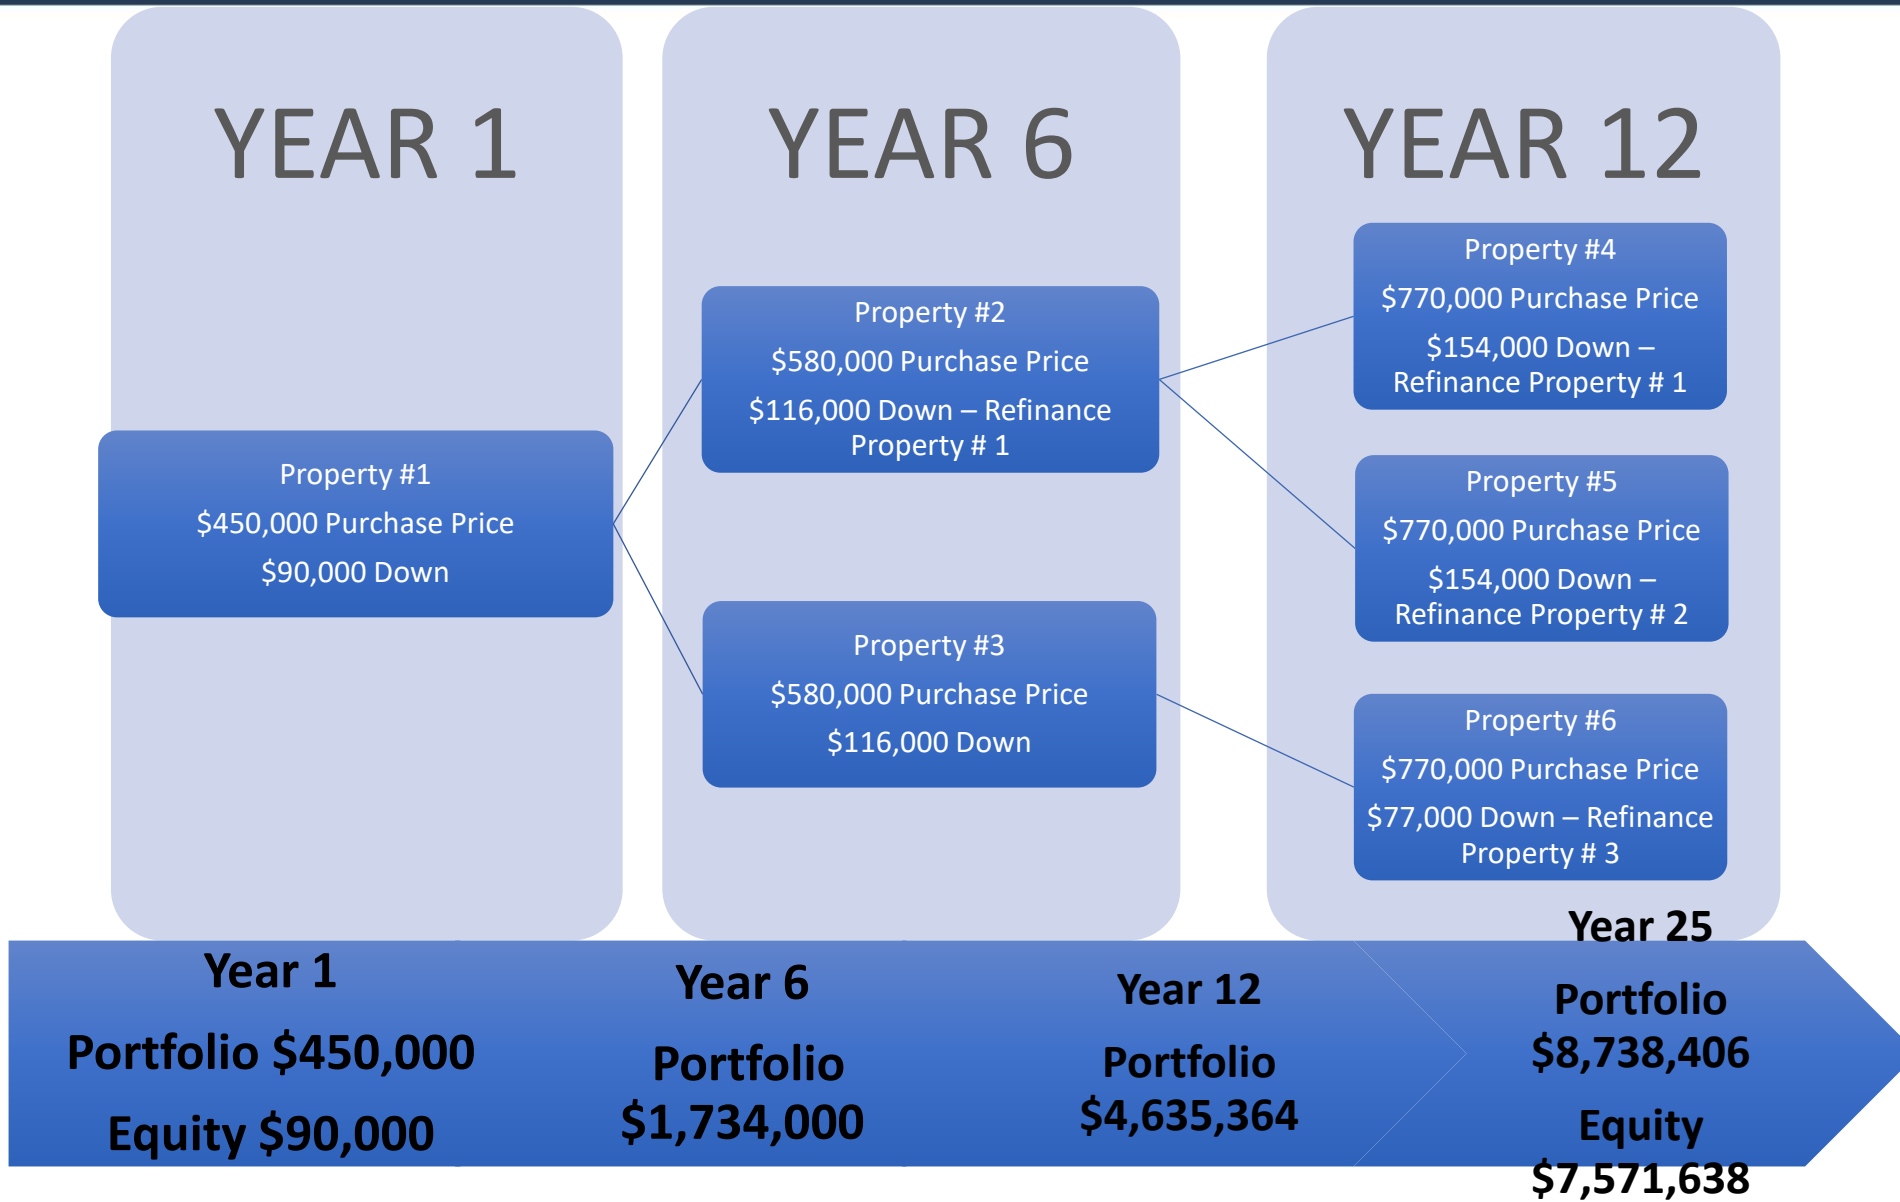 YEAR 1
Property #1
$450,000 Purchase Price
$90,000 Down
YEAR 6
Property #2
$580,000 Purchase Price
$116,000 Down – Refinance
Property # 1
Property #3
$580,000 Purchase Price
$116,000 Down
YEAR 12
Property #4
$770,000 Purchase Price
$154,000 Down –
Refinance Property # 1
Property #5
$770,000 Purchase Price
$154,000 Down –
Refinance Property # 2
Property #6
$770,000 Purchase Price
$77,000 Down – Refinance
Property # 3
Year 1
Portfolio $450,000
Equity $90,000
Year 6
Portfolio
$1,734,000
Year 12
Portfolio
$4,635,364
Year 25
Portfolio
$8,738,406
Equity
$7,571,638